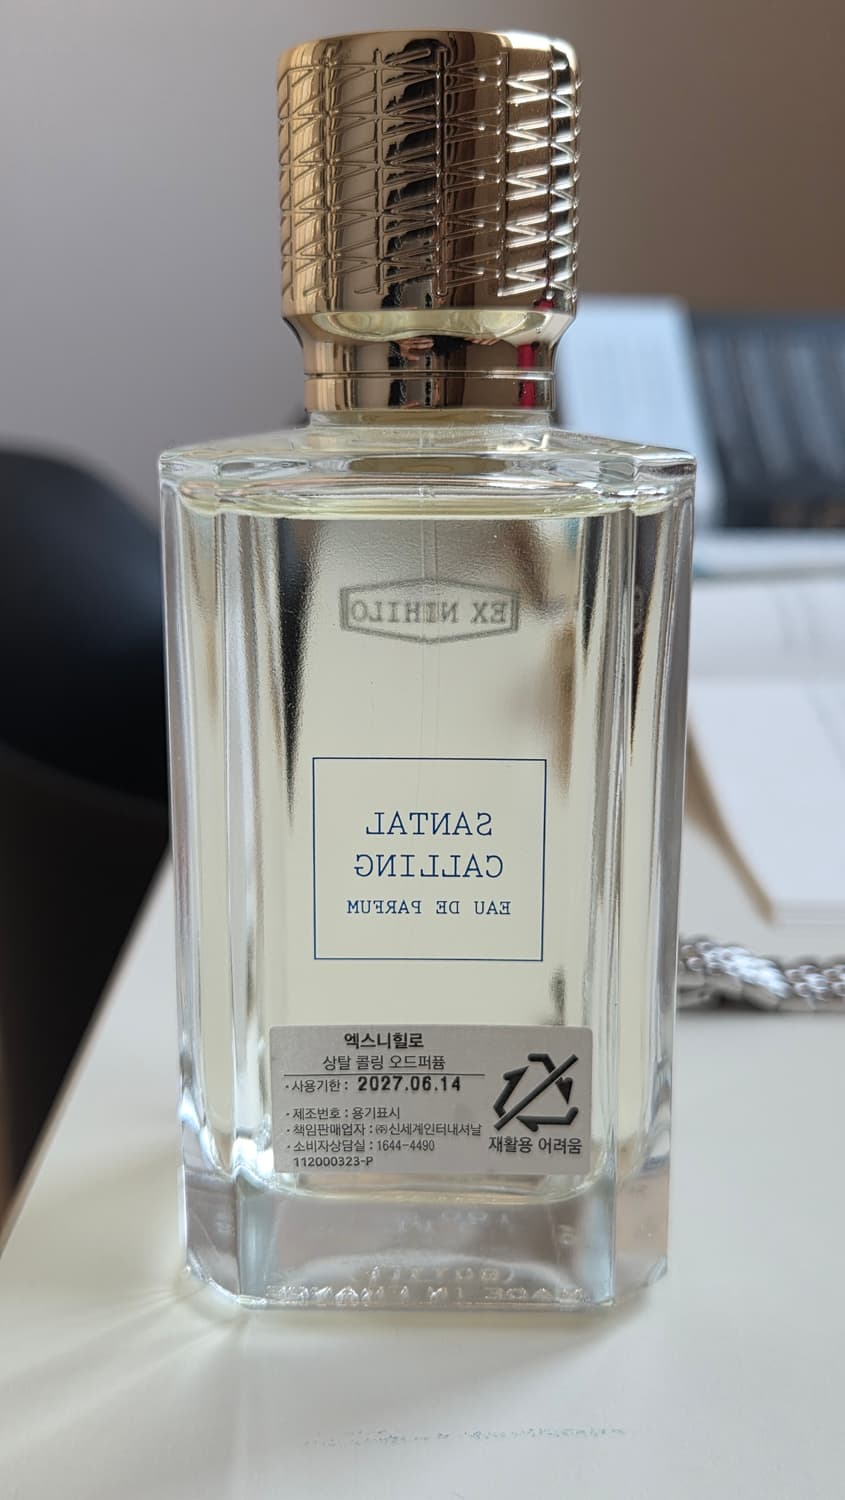 EX NIHILO
SANTAL
CALLING
EAU DE PARFUM
엑스니힐로
상탈 콜링 오드퍼퓸
·사용기한 : 2027.06.14
·제조번호 : 용기표시
·책임판매업자 : ㈜신세계인터내셔날
·소비자상담실 : 1644-4490
112000323-P
재활용 어려움
MADE IN FRANCE